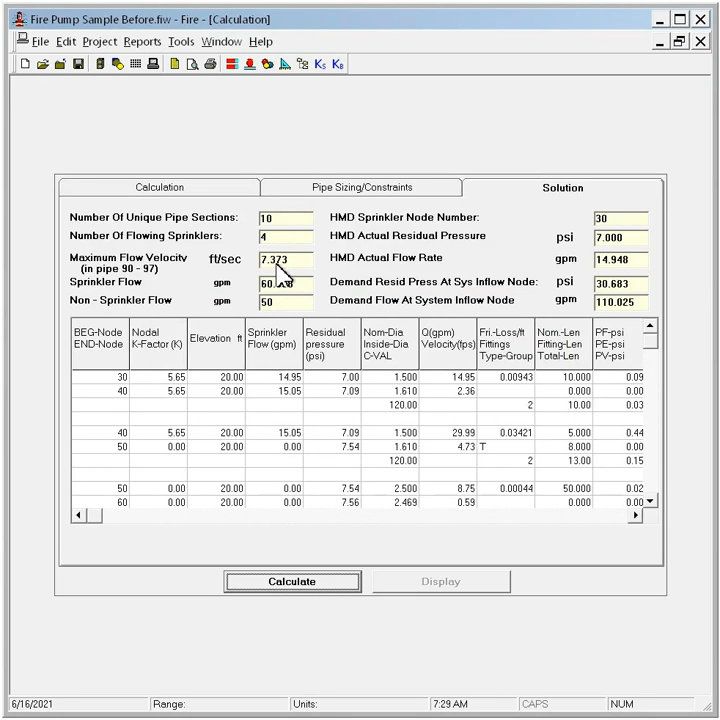 Fire Pump Sample Before.fiw - Fire - [Calculation]
File Edit Project Reports Tools Window Help
Ks KB
Calculation Pipe Sizing/Constraints Solution
Number Of Unique Pipe Sections: 10 HMD Sprinkler Node Number: 30
Number Of Flowing Sprinklers: 4 HMD Actual Residual Pressure psi 7.000
Maximum Flow Velocity ft/sec 7.373 HMD Actual Flow Rate gpm 14.948
(in pipe 90 - 97)
Sprinkler Flow gpm Demand Resid Press At Sys Inflow Node: psi 30.683
Non - Sprinkler Flow gpm 50 Demand Flow At System Inflow Node gpm 110.025
BEG-Node Nodal Elevation ft Sprinkler Residual Nom-Dia Q(gpm) Fri.-Loss/ft Nom.-Len PF-psi
END-Node K-Factor (K) Flow (gpm) pressure Inside-Dia Velocity(fps) Fittings Fitting-Len PE-psi
(psi) C-VAL Type-Group Total-Len PV-psi
30 5.65 20.00 14.95 7.00 1.500 14.95 0.00943 10.000 0.09
40 5.65 20.00 15.05 7.09 1.610 2.36 0.000 0.00
120.00 2 10.00 0.03
40 5.65 20.00 15.05 7.09 1.500 29.99 0.03421 5.000 0.44
50 0.00 20.00 0.00 7.54 1.610 4.73 T 8.000 0.00
120.00 2 13.00 0.15
50 0.00 20.00 0.00 7.54 2.500 8.75 0.00044 50.000 0.02
60 0.00 20.00 0.00 7.56 2.469 0.59 0.000 0.00
Calculate Display
6/16/2021 Range: Units: 7:29 AM CAPS NUM